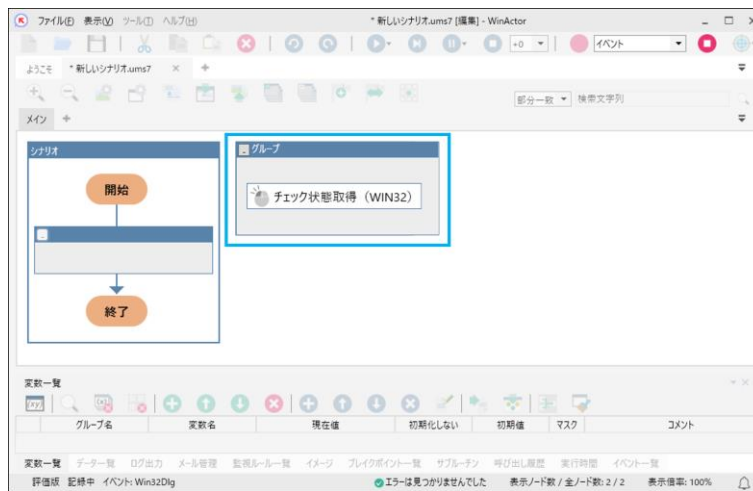 ファイル(F) 表示(V) ツール(T) ヘルプ(H) * 新しいシナリオ.ums7 [編集] - WinActor
+0 イベント
ようこそ * 新しいシナリオ.ums7 × +
部分一致 検索文字列
メイン +
シナリオ
グループ
開始
チェック状態取得（WIN32）
終了
変数一覧
グループ名 変数名 現在値 初期化しない 初期値 マスク コメント
変数一覧 データ一覧 ログ出力 メール管理 監視ルール一覧 イメージ ブレイクポイント一覧 サブルーチン 呼び出し履歴 実行時間 イベント一覧
評価版 記録中 イベント: Win32Dlg エラーは見つかりませんでした 表示ノード数 / 全ノード数: 2 / 2 表示倍率: 100%